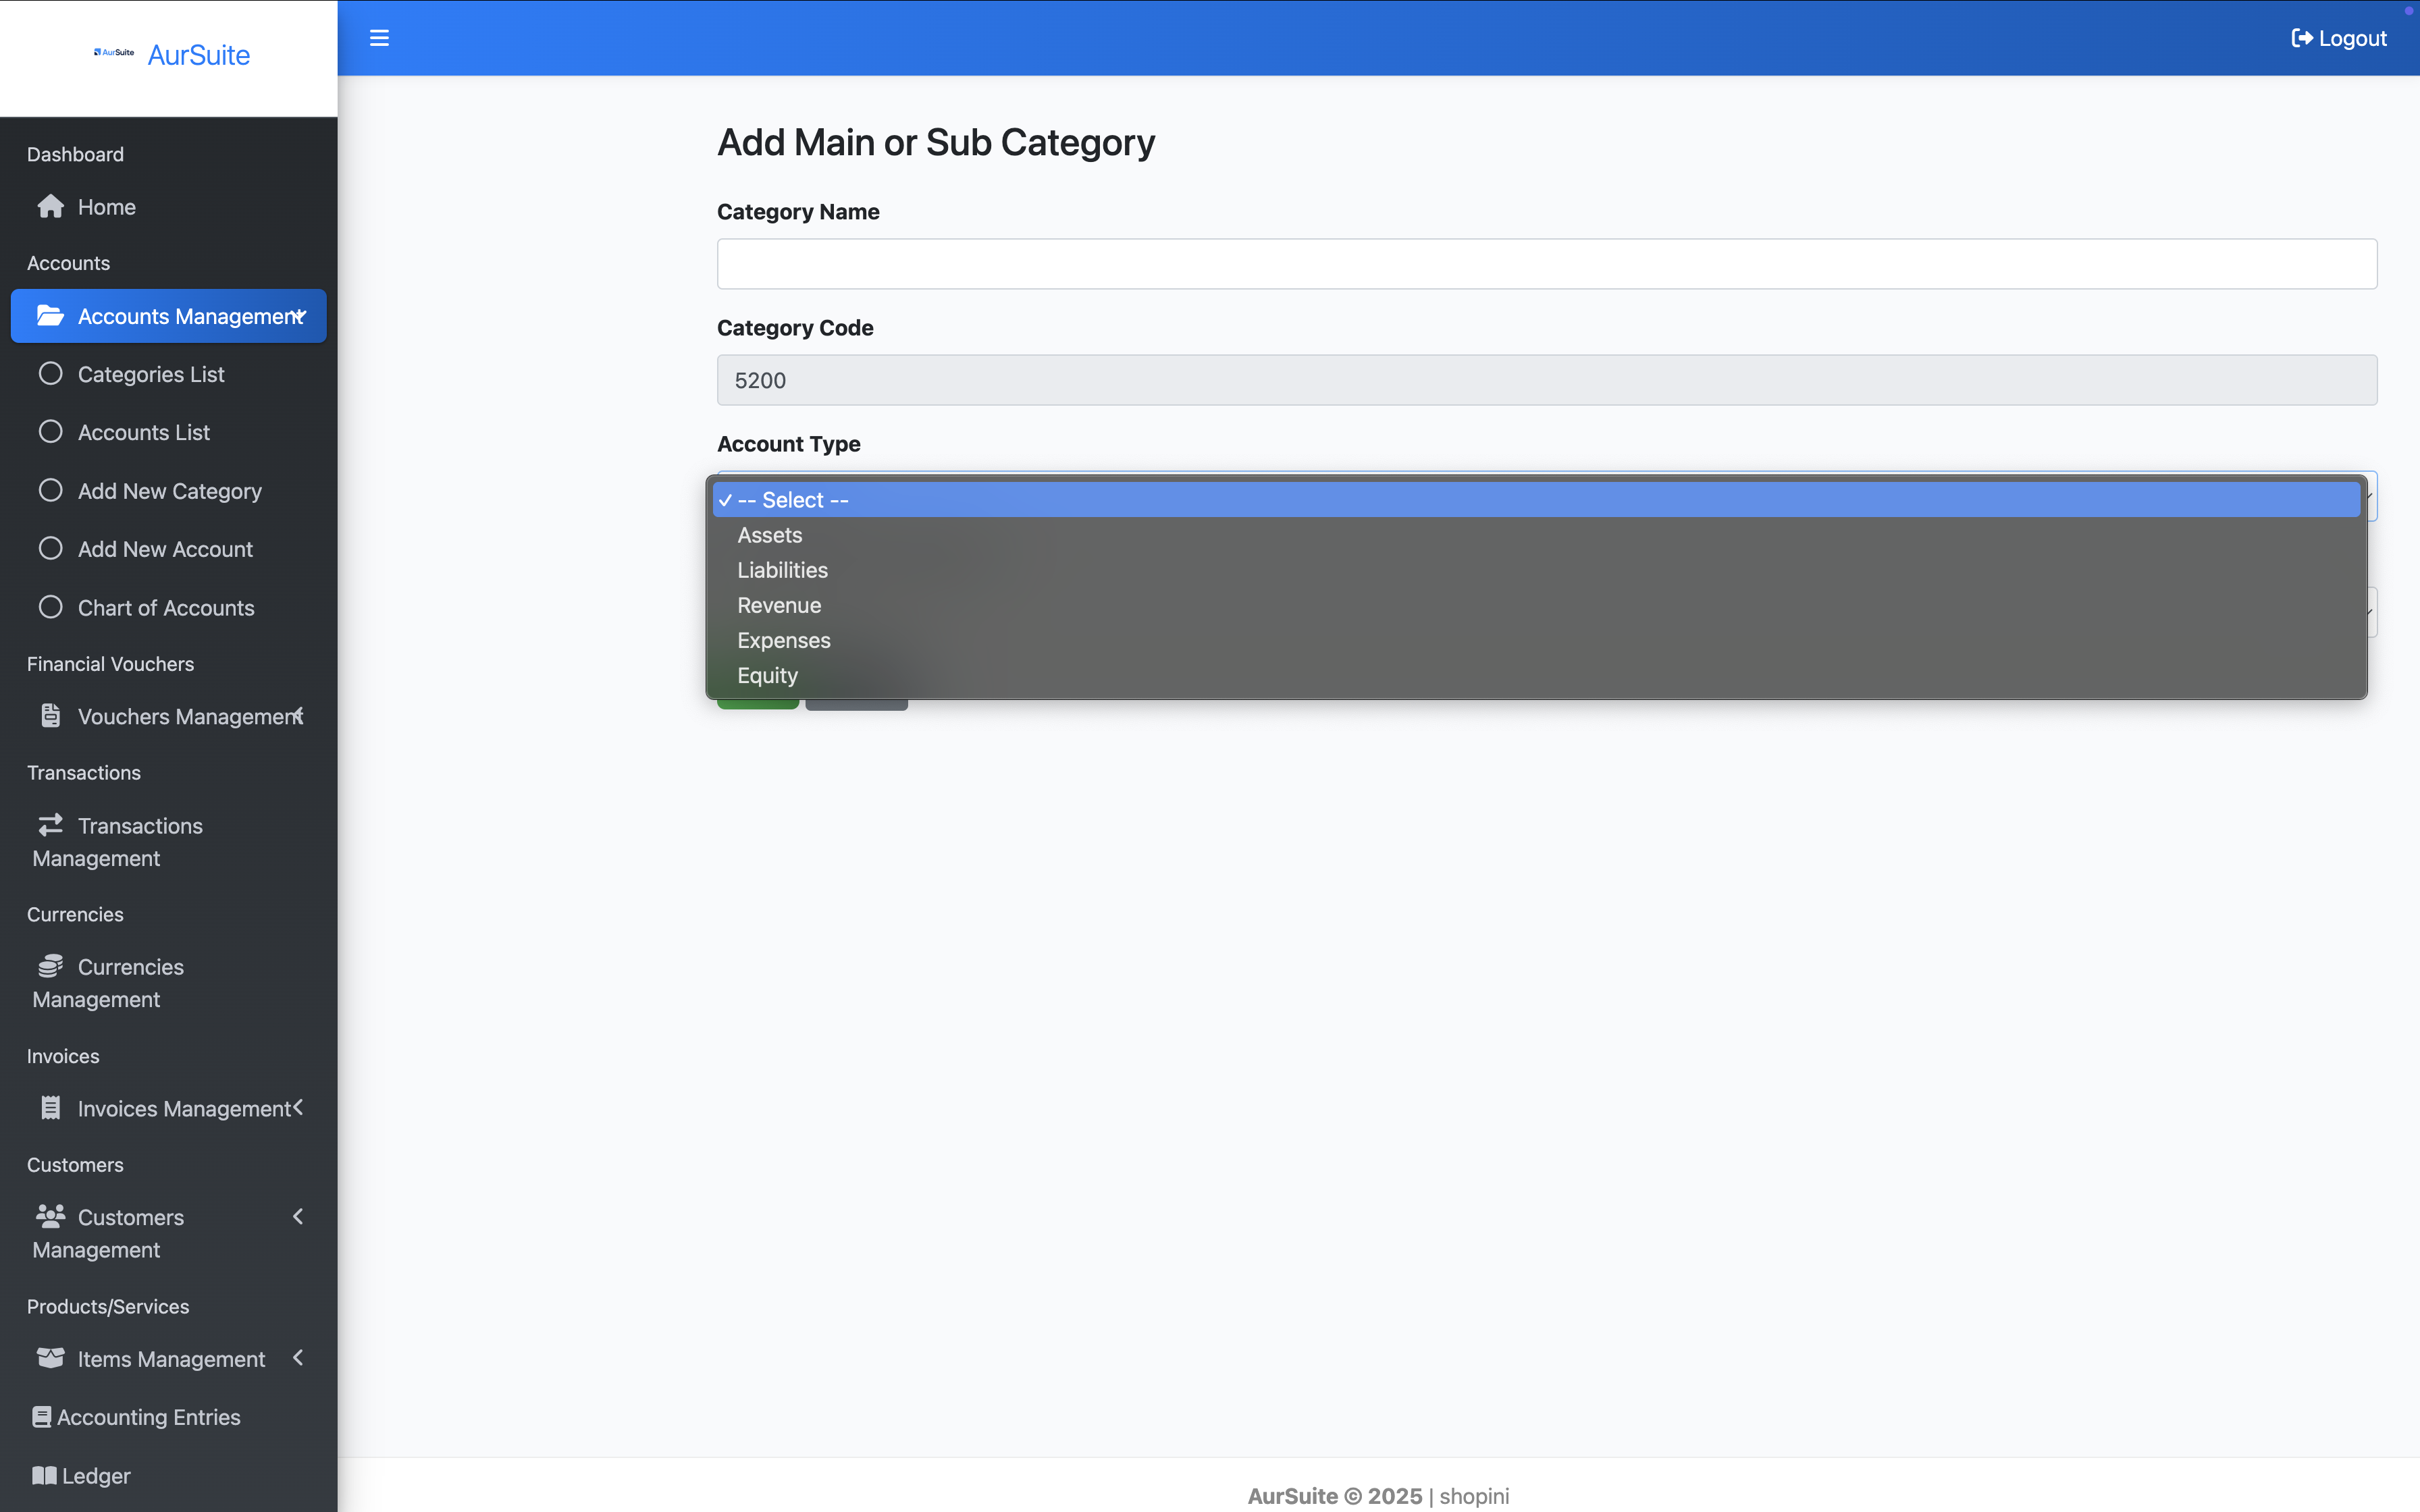 AurSuite AurSuite
Logout
Dashboard
Home
Accounts
Accounts Management
Categories List
Accounts List
Add New Category
Add New Account
Chart of Accounts
Financial Vouchers
Vouchers Management
Transactions
Transactions
Management
Currencies
Currencies
Management
Invoices
Invoices Management
Customers
Customers
Management
Products/Services
Items Management
Accounting Entries
Ledger
Add Main or Sub Category
Category Name
Category Code
5200
Account Type
-- Select --
Assets
Liabilities
Revenue
Expenses
Equity
AurSuite © 2025 | shopini